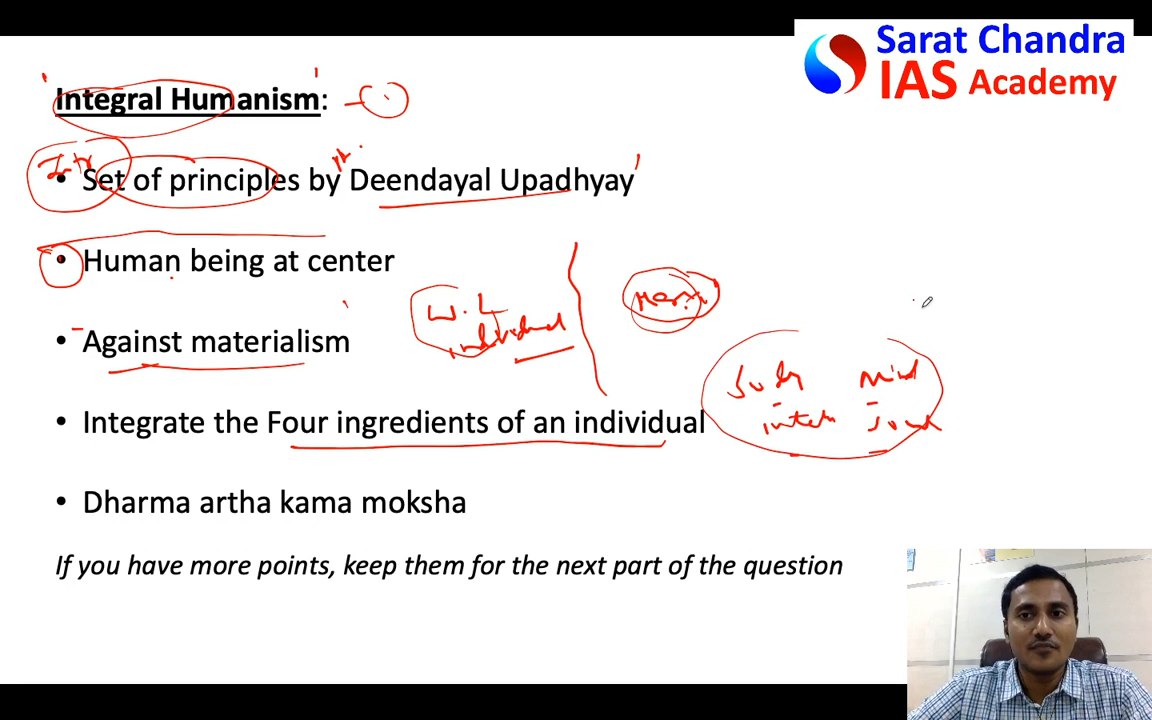 Sarat Chandra
IAS Academy
Integral Humanism:
• Set of principles by Deendayal Upadhyay
• Human being at center
W. L
individual
• Against materialism
body mind
• Integrate the Four ingredients of an individual
soul
• Dharma artha kama moksha
If you have more points, keep them for the next part of the question